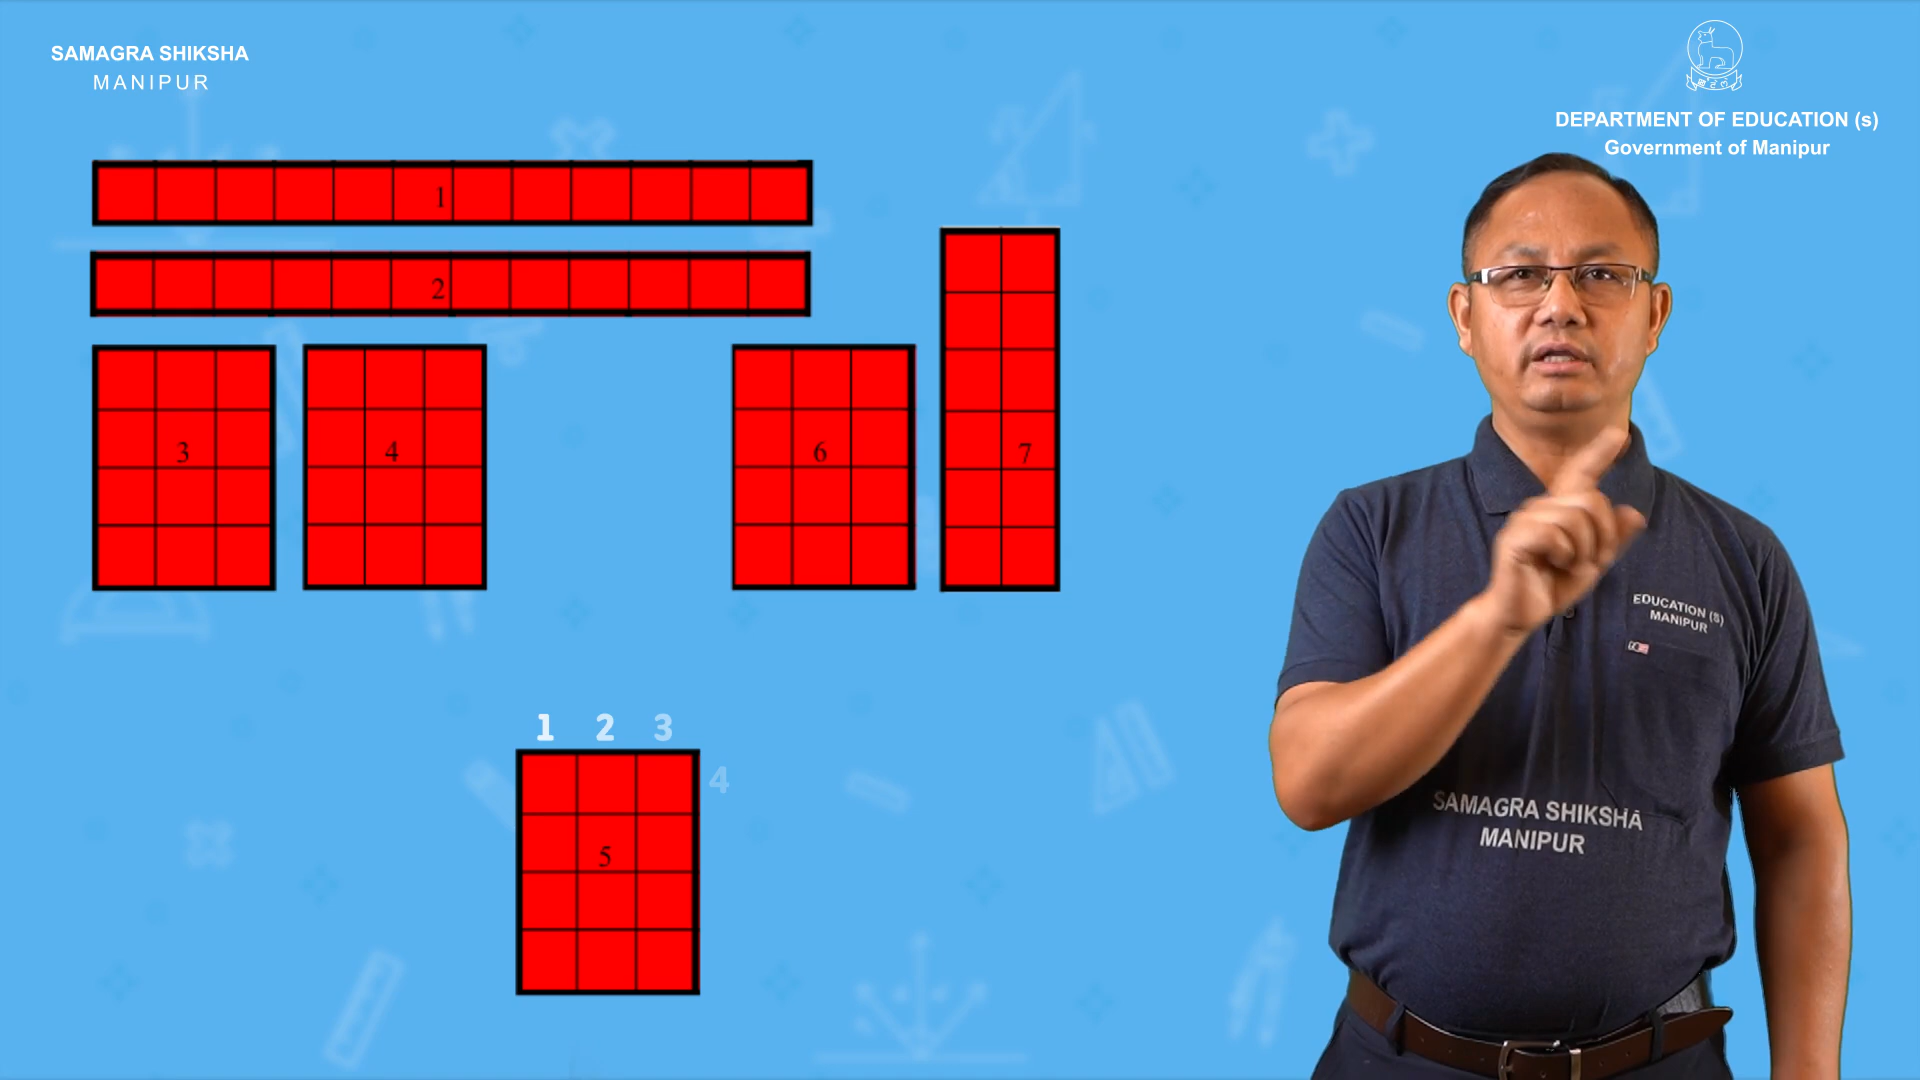 SAMAGRA SHIKSHA
MANIPUR
DEPARTMENT OF EDUCATION (s)
Government of Manipur
1
2
3
4
6
7
1 2 3
4
5
EDUCATION (S)
MANIPUR
SAMAGRA SHIKSHA
MANIPUR